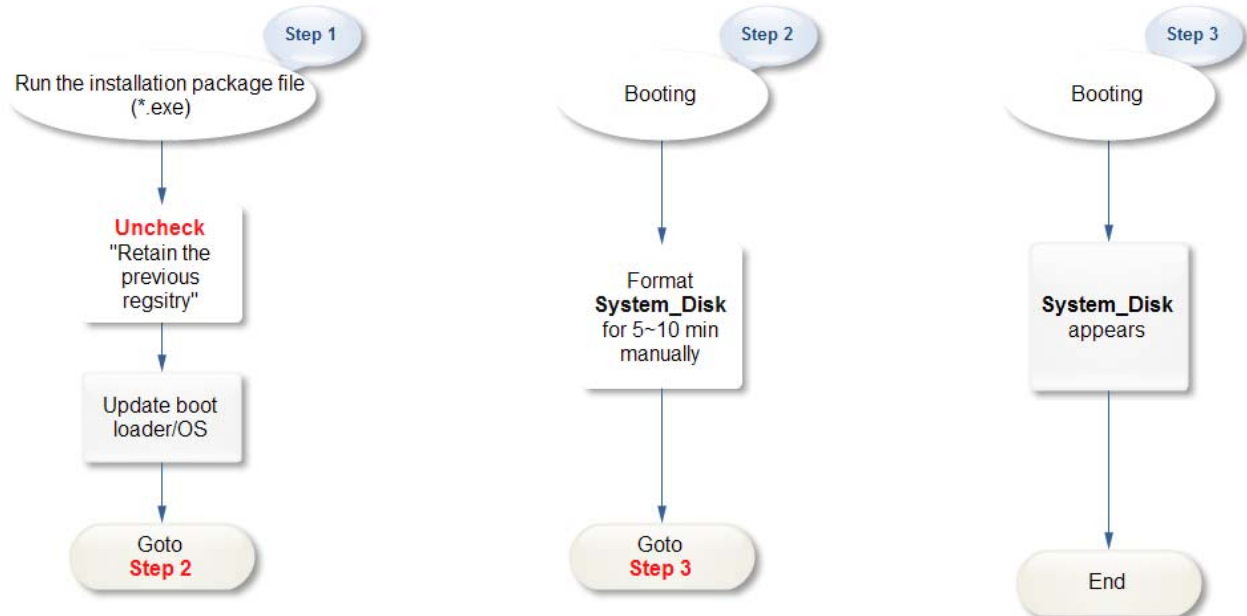 Step 1
Run the installation package file
(*.exe)
Uncheck
"Retain the
previous
regsitry"
Update boot
loader/OS
Goto
Step 2
Step 2
Booting
Format
System_Disk
for 5~10 min
manually
Goto
Step 3
Step 3
Booting
System_Disk
appears
End